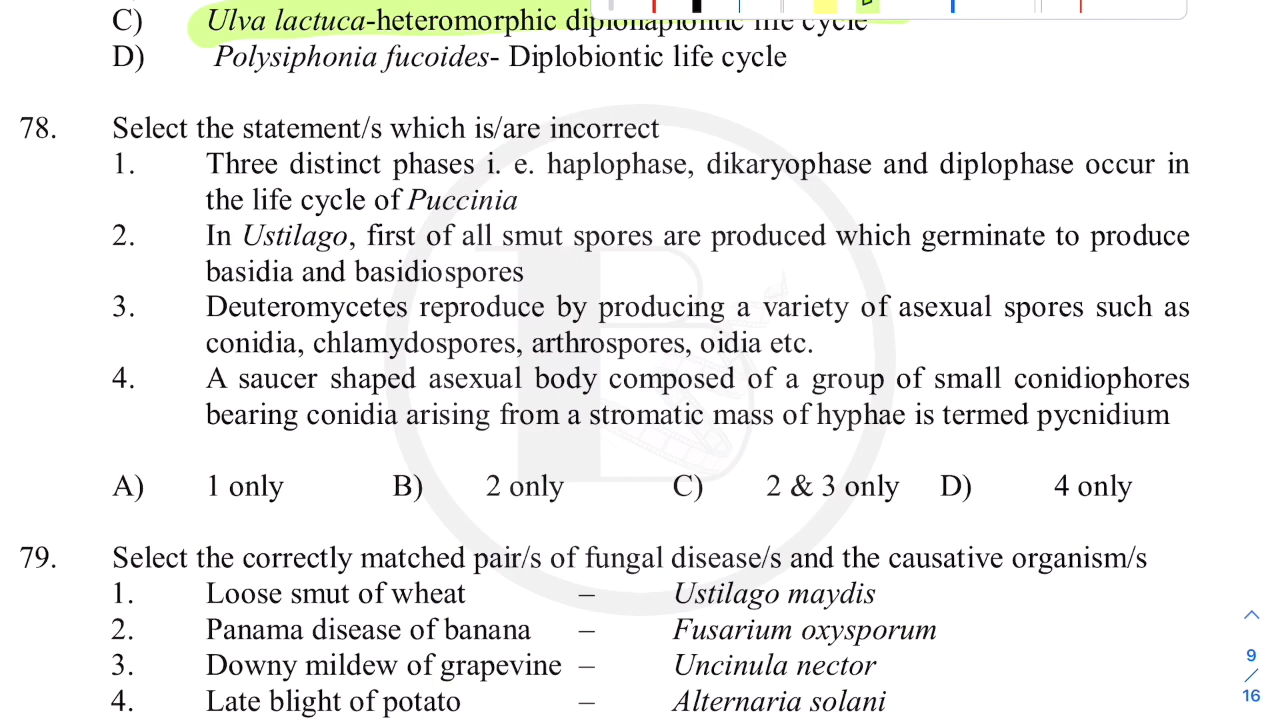 C) Ulva lactuca-heteromorphic diplohaplontic life cycle
D) Polysiphonia fucoides- Diplobiontic life cycle
78. Select the statement/s which is/are incorrect
1. Three distinct phases i. e. haplophase, dikaryophase and diplophase occur in
the life cycle of Puccinia
2. In Ustilago, first of all smut spores are produced which germinate to produce
basidia and basidiospores
3. Deuteromycetes reproduce by producing a variety of asexual spores such as
conidia, chlamydospores, arthrospores, oidia etc.
4. A saucer shaped asexual body composed of a group of small conidiophores
bearing conidia arising from a stromatic mass of hyphae is termed pycnidium
A) 1 only B) 2 only C) 2 & 3 only D) 4 only
79. Select the correctly matched pair/s of fungal disease/s and the causative organism/s
1. Loose smut of wheat – Ustilago maydis
2. Panama disease of banana – Fusarium oxysporum
3. Downy mildew of grapevine – Uncinula nector
4. Late blight of potato – Alternaria solani
9
/
16